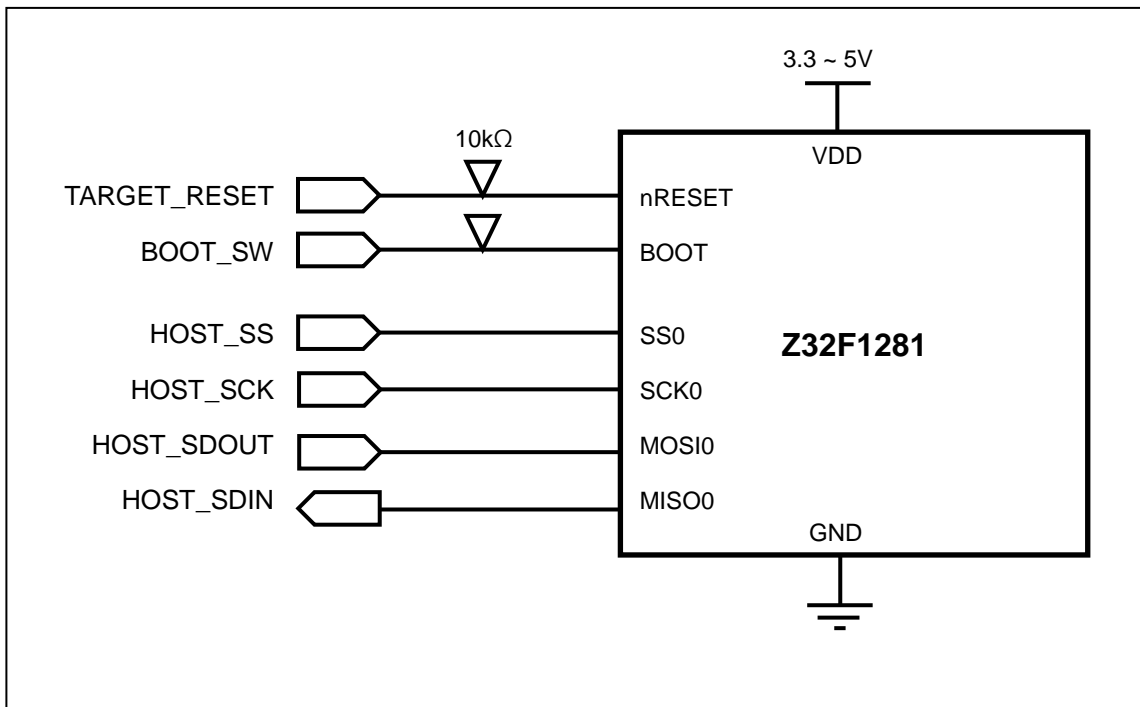 3.3 ~ 5V
10kΩ
VDD
TARGET_RESET
nRESET
BOOT_SW
BOOT
HOST_SS
SS0
Z32F1281
HOST_SCK
SCK0
HOST_SDOUT
MOSI0
HOST_SDIN
MISO0
GND